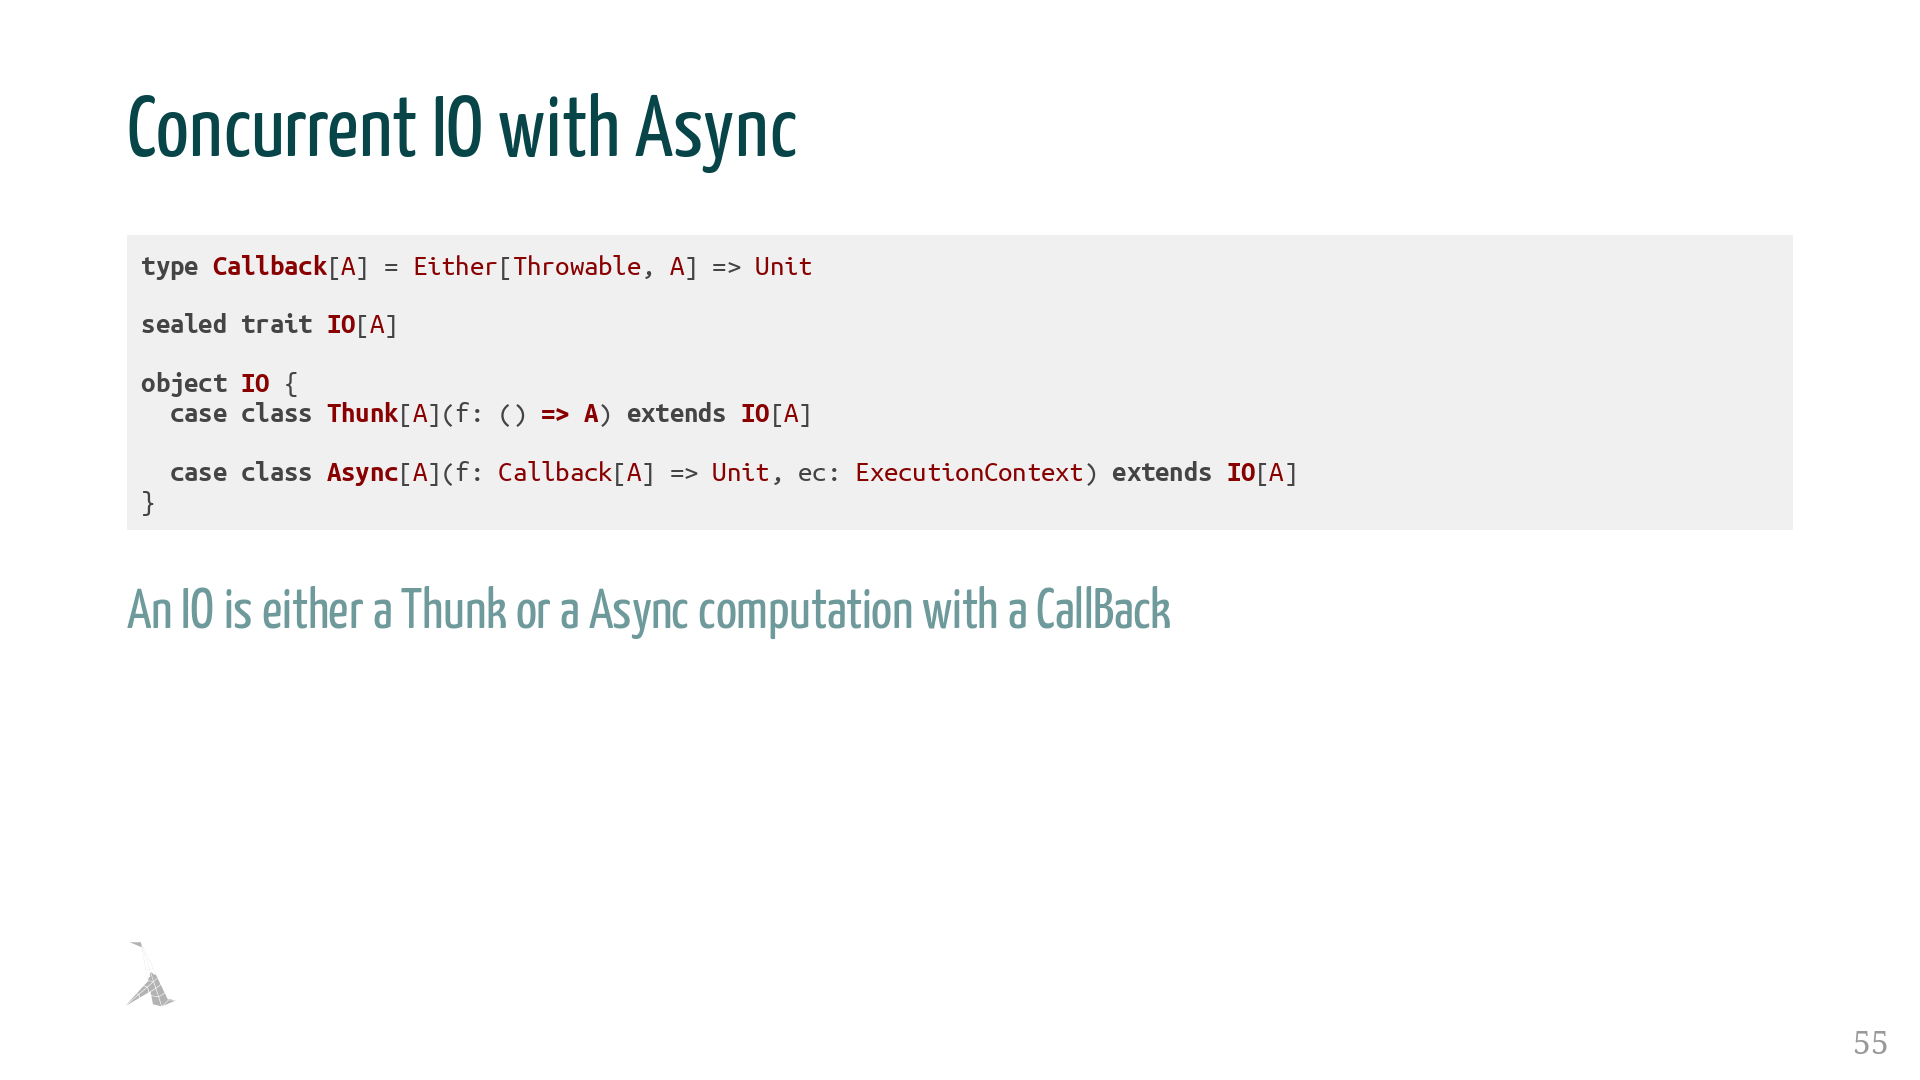 Concurrent IO with Async
type Callback[A] = Either[Throwable, A] => Unit
sealed trait IO[A]
object IO {
  case class Thunk[A](f: () => A) extends IO[A]
  case class Async[A](f: Callback[A] => Unit, ec: ExecutionContext) extends IO[A]
}
An IO is either a Thunk or a Async computation with a CallBack
55